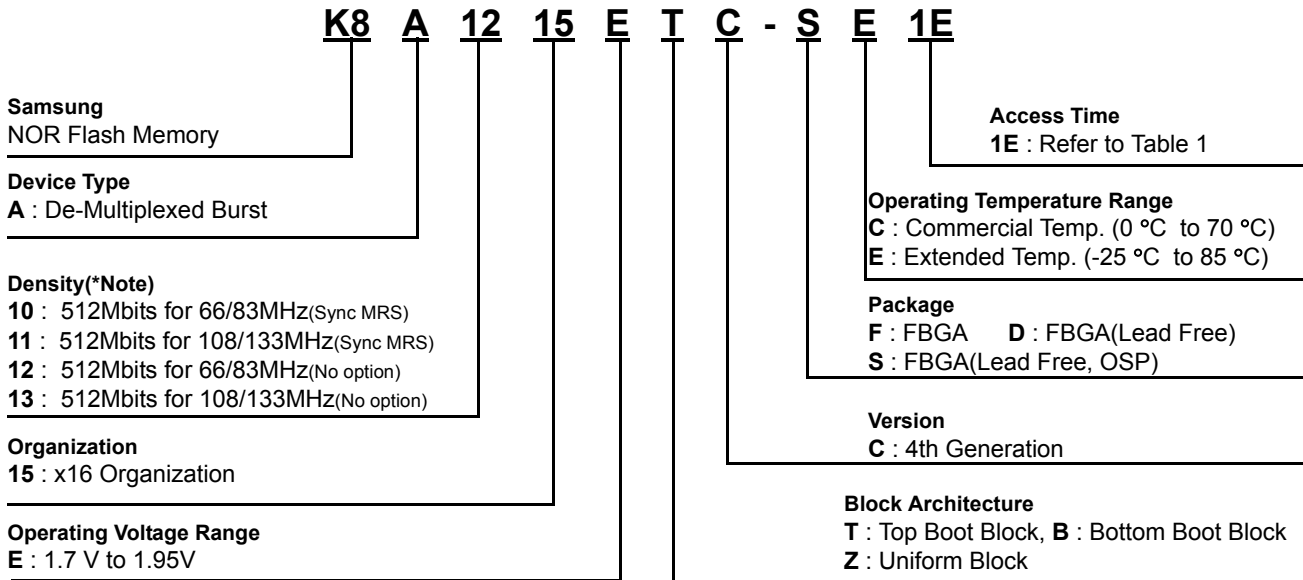 K8 A 12 15 E T C - S E 1E
Samsung
NOR Flash Memory
Device Type
A : De-Multiplexed Burst
Density(*Note)
10 : 512Mbits for 66/83MHz(Sync MRS)
11 : 512Mbits for 108/133MHz(Sync MRS)
12 : 512Mbits for 66/83MHz(No option)
13 : 512Mbits for 108/133MHz(No option)
Organization
15 : x16 Organization
Operating Voltage Range
E : 1.7 V to 1.95V
Access Time
1E : Refer to Table 1
Operating Temperature Range
C : Commercial Temp. (0 °C to 70 °C)
E : Extended Temp. (-25 °C to 85 °C)
Package
F : FBGA D : FBGA(Lead Free)
S : FBGA(Lead Free, OSP)
Version
C : 4th Generation
Block Architecture
T : Top Boot Block, B : Bottom Boot Block
Z : Uniform Block